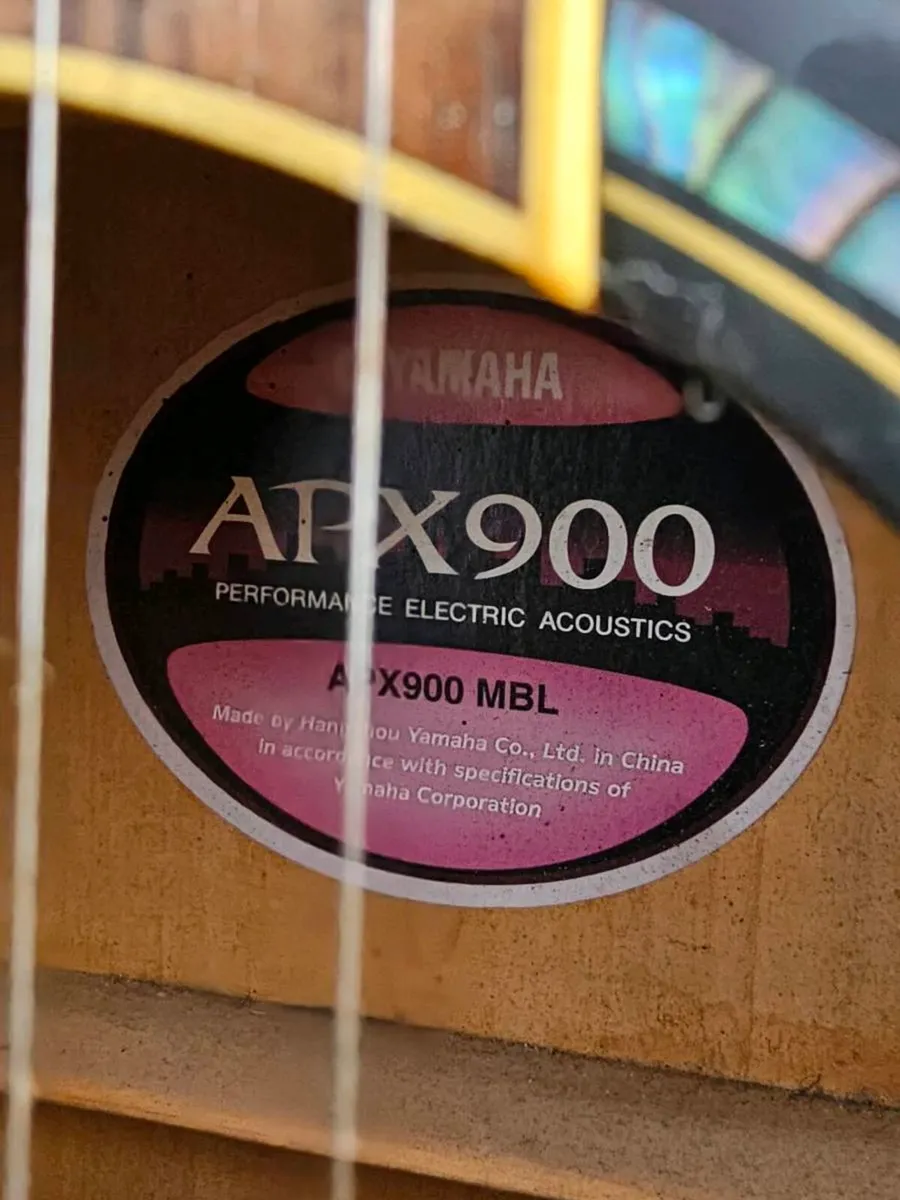 YAMAHA
APX900
PERFORMANCE ELECTRIC ACOUSTICS
APX900 MBL
Made by Hangzhou Yamaha Co., Ltd. in China
in accordance with specifications of
Yamaha Corporation